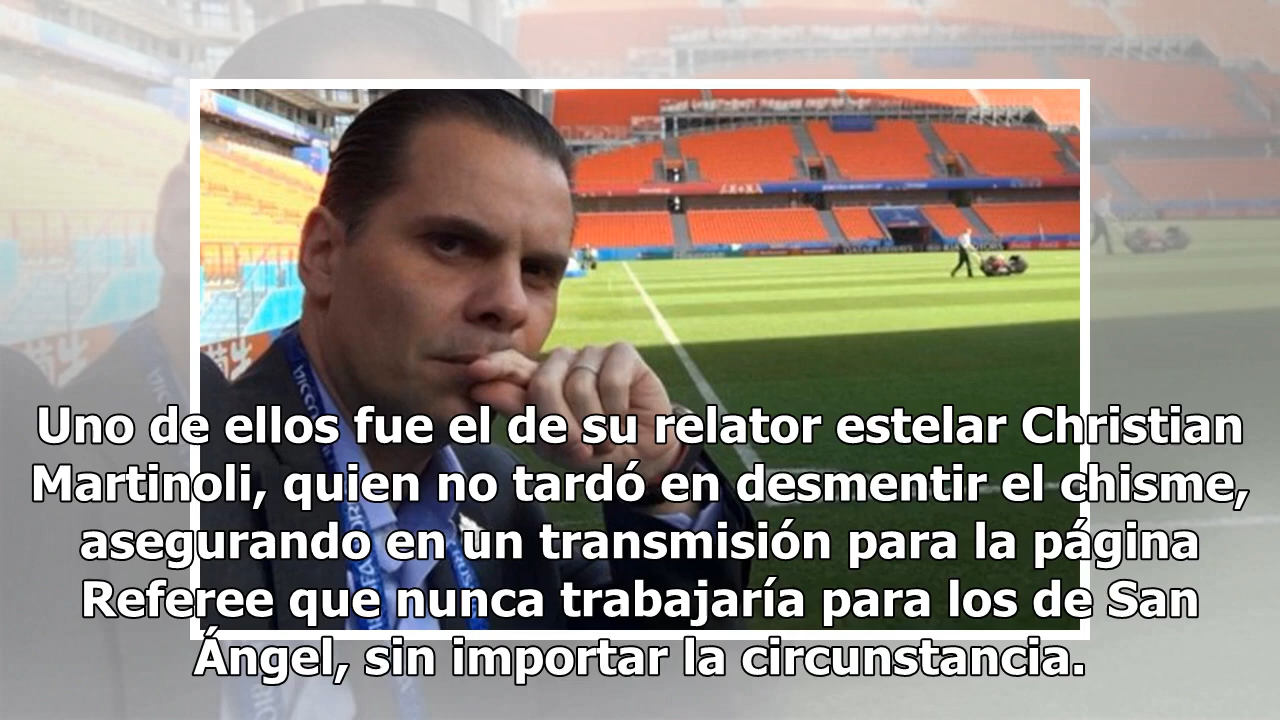 Uno de ellos fue el de su relator estelar Christian
Martinoli, quien no tardó en desmentir el chisme,
asegurando en un transmisión para la página
Referee que nunca trabajaría para los de San
Ángel, sin importar la circunstancia.